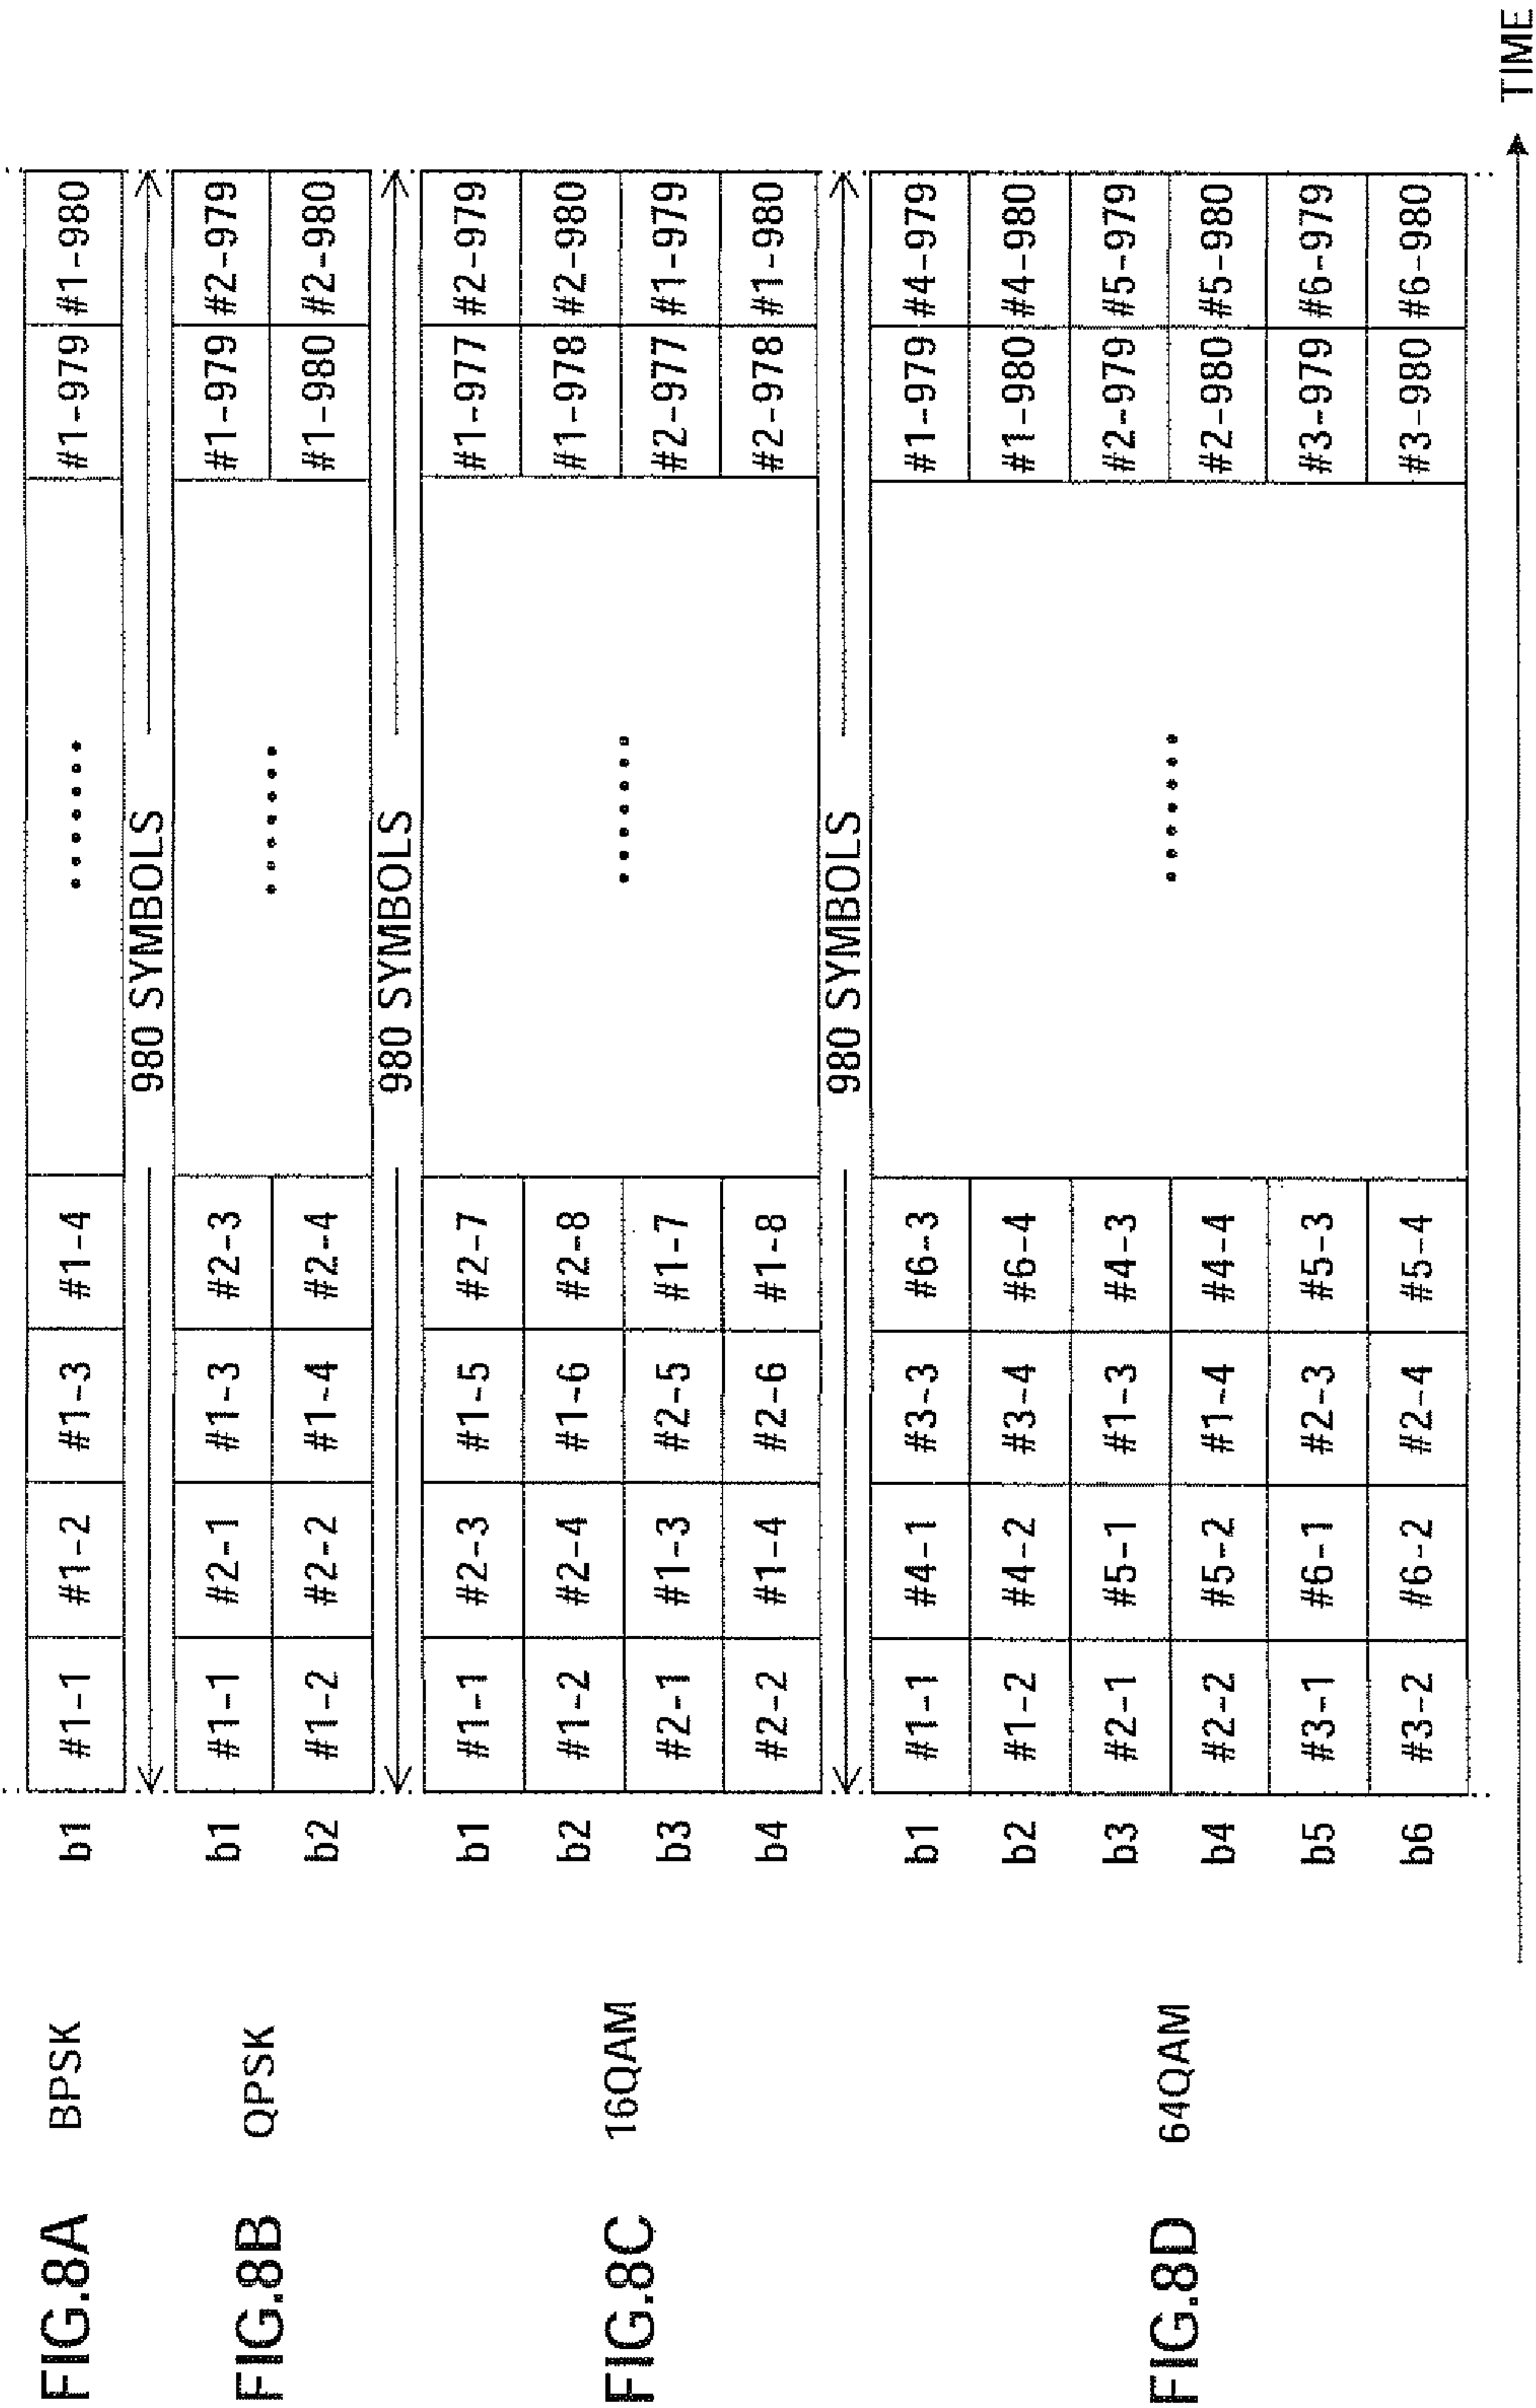 FIG.8A BPSK
b1 #1-1 #1-2 #1-3 #1-4 ······· #1-979 #1-980
980 SYMBOLS
FIG.8B QPSK
b1 #1-1 #2-1 #1-3 #2-3 ······· #1-979 #2-979
b2 #1-2 #2-2 #1-4 #2-4 #1-980 #2-980
980 SYMBOLS
FIG.8C 16QAM
b1 #1-1 #2-3 #1-5 #2-7 #1-977 #2-979
b2 #1-2 #2-4 #1-6 #2-8 ······· #1-978 #2-980
b3 #2-1 #1-3 #2-5 #1-7 #2-977 #1-979
b4 #2-2 #1-4 #2-6 #1-8 #2-978 #1-980
980 SYMBOLS
FIG.8D 64QAM
b1 #1-1 #4-1 #3-3 #6-3 #1-979 #4-979
b2 #1-2 #4-2 #3-4 #6-4 #1-980 #4-980
b3 #2-1 #5-1 #1-3 #4-3 ······· #2-979 #5-979
b4 #2-2 #5-2 #1-4 #4-4 #2-980 #5-980
b5 #3-1 #6-1 #2-3 #5-3 #3-979 #6-979
b6 #3-2 #6-2 #2-4 #5-4 #3-980 #6-980
TIME